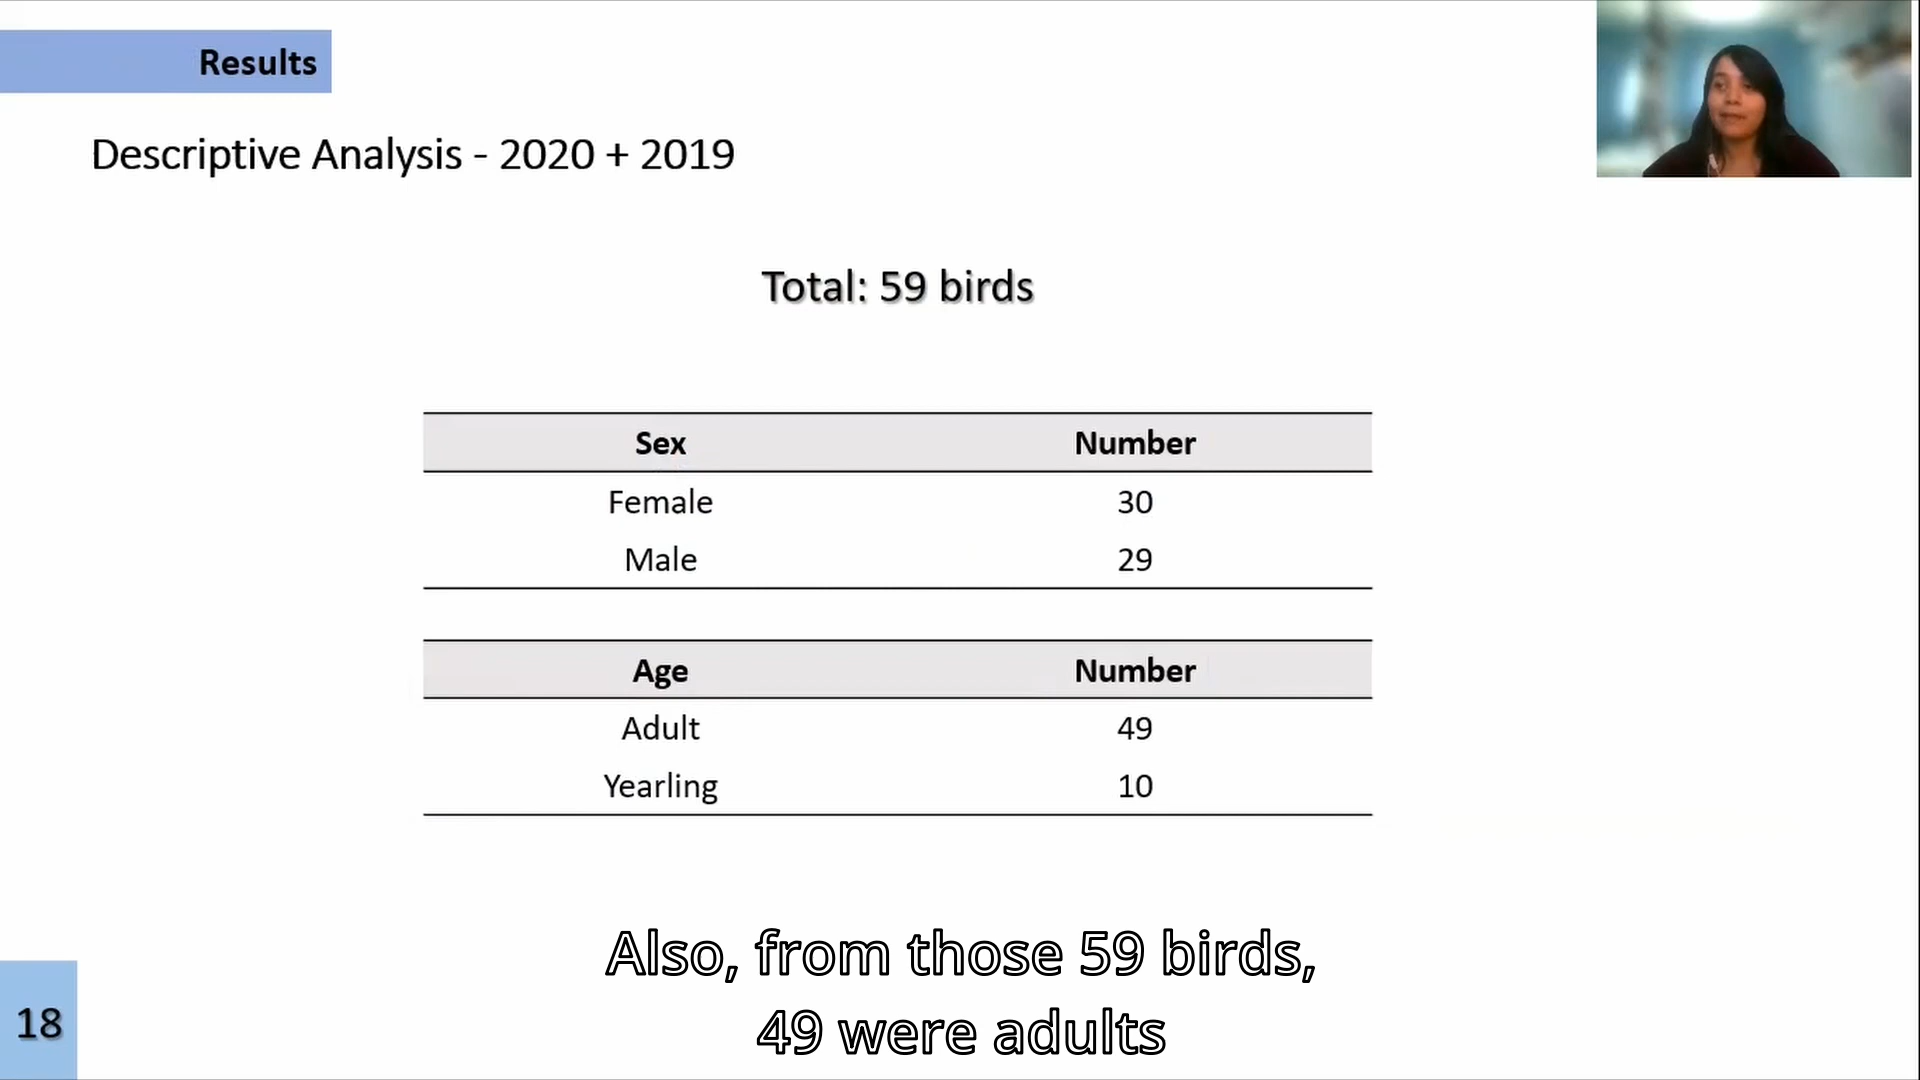 Results
Descriptive Analysis - 2020 + 2019
Total: 59 birds
Sex Number
Female 30
Male 29
Age Number
Adult 49
Yearling 10
Also, from those 59 birds,
49 were adults
18